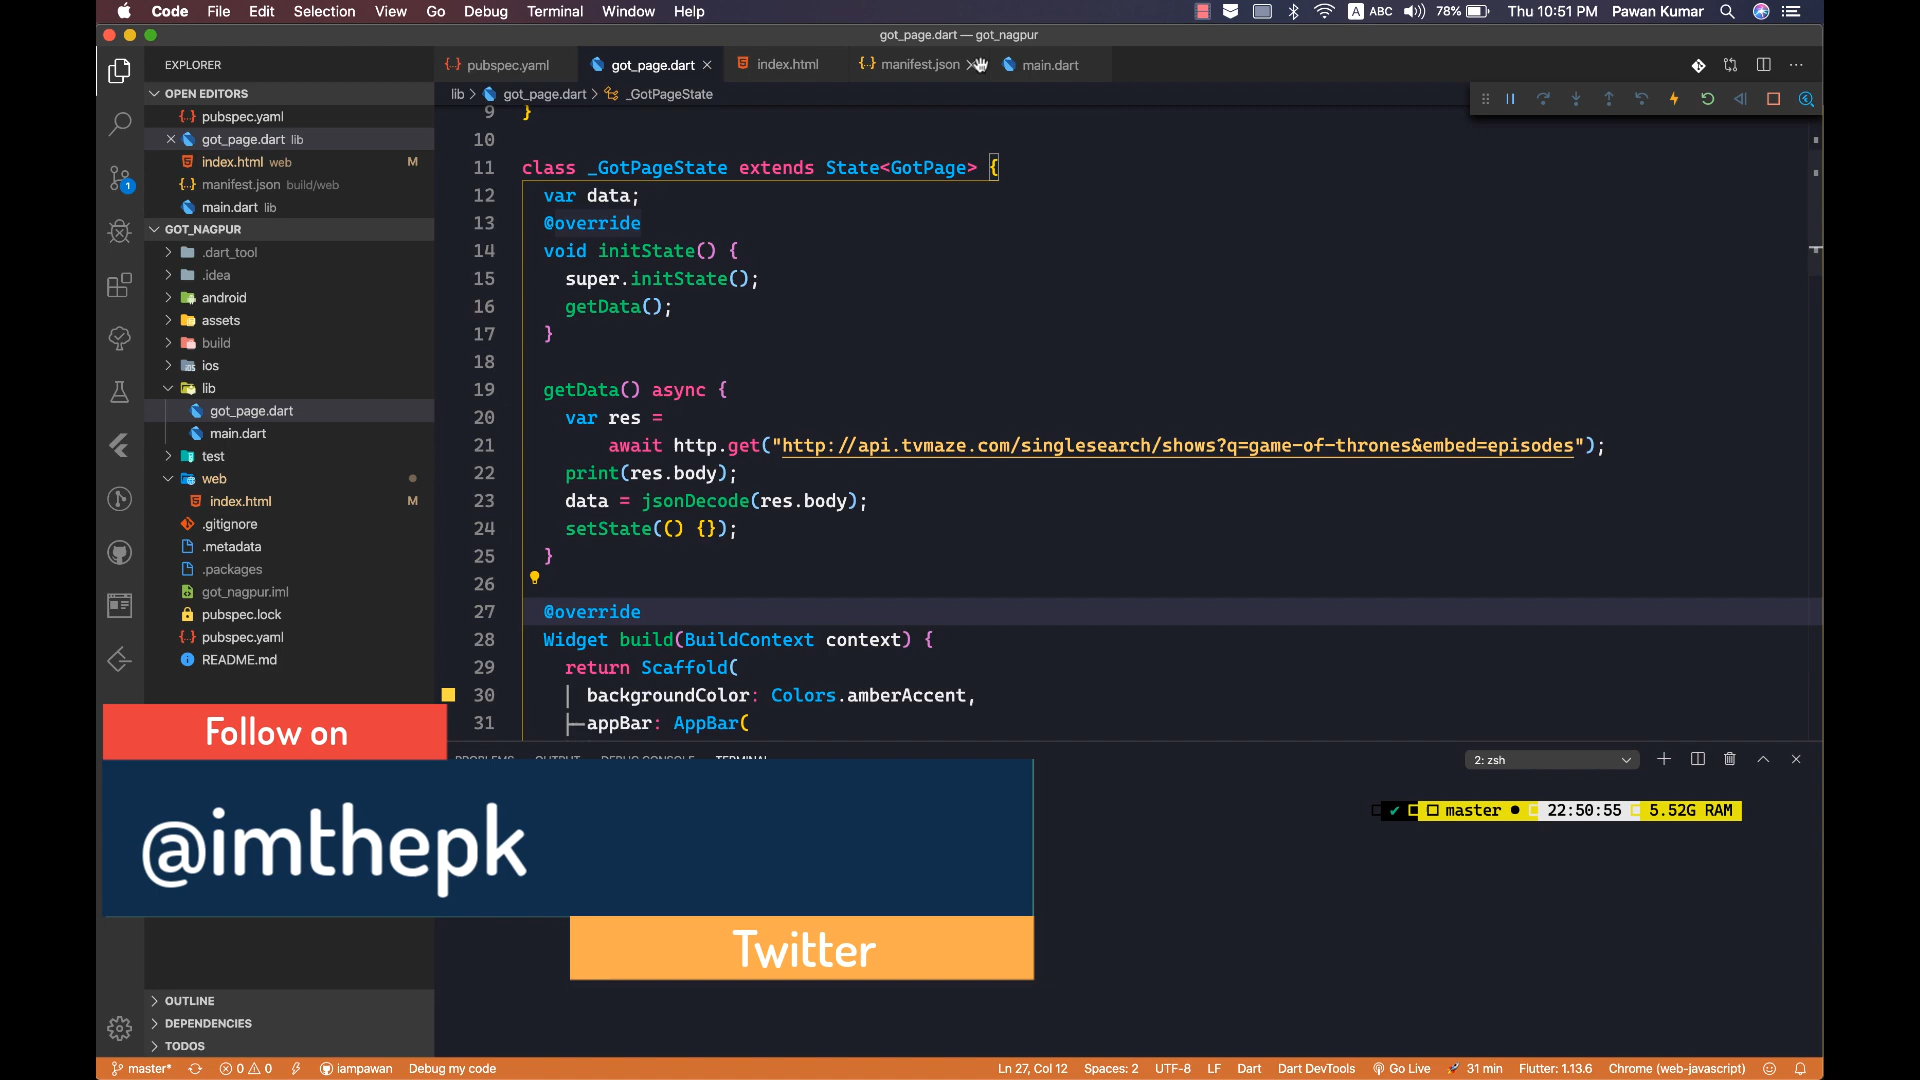 Code File Edit Selection View Go Debug Terminal Window Help
ABC 78% Thu 10:51 PM Pawan Kumar
got_page.dart — got_nagpur
EXPLORER
pubspec.yaml got_page.dart index.html manifest.json main.dart
OPEN EDITORS
pubspec.yaml
got_page.dart lib
index.html web M
manifest.json build/web
main.dart lib
GOT_NAGPUR
.dart_tool
.idea
android
assets
build
ios
lib
got_page.dart
main.dart
test
web
index.html M
.gitignore
.metadata
.packages
got_nagpur.iml
pubspec.lock
pubspec.yaml
README.md
lib > got_page.dart > _GotPageState
9 }
10
11 class _GotPageState extends State<GotPage> {
12 var data;
13 @override
14 void initState() {
15 super.initState();
16 getData();
17 }
18
19 getData() async {
20 var res =
21 await http.get("http://api.tvmaze.com/singlesearch/shows?q=game-of-thrones&embed=episodes");
22 print(res.body);
23 data = jsonDecode(res.body);
24 setState(() {});
25 }
26
27 @override
28 Widget build(BuildContext context) {
29 return Scaffold(
30 backgroundColor: Colors.amberAccent,
31 appBar: AppBar(
PROBLEMS OUTPUT DEBUG CONSOLE TERMINAL
2: zsh
master 22:50:55 5.52G RAM
Follow on
@imthepk
Twitter
OUTLINE
DEPENDENCIES
TODOS
master* 0 0 iampawan Debug my code Ln 27, Col 12 Spaces: 2 UTF-8 LF Dart Dart DevTools Go Live 31 min Flutter: 1.13.6 Chrome (web-javascript)